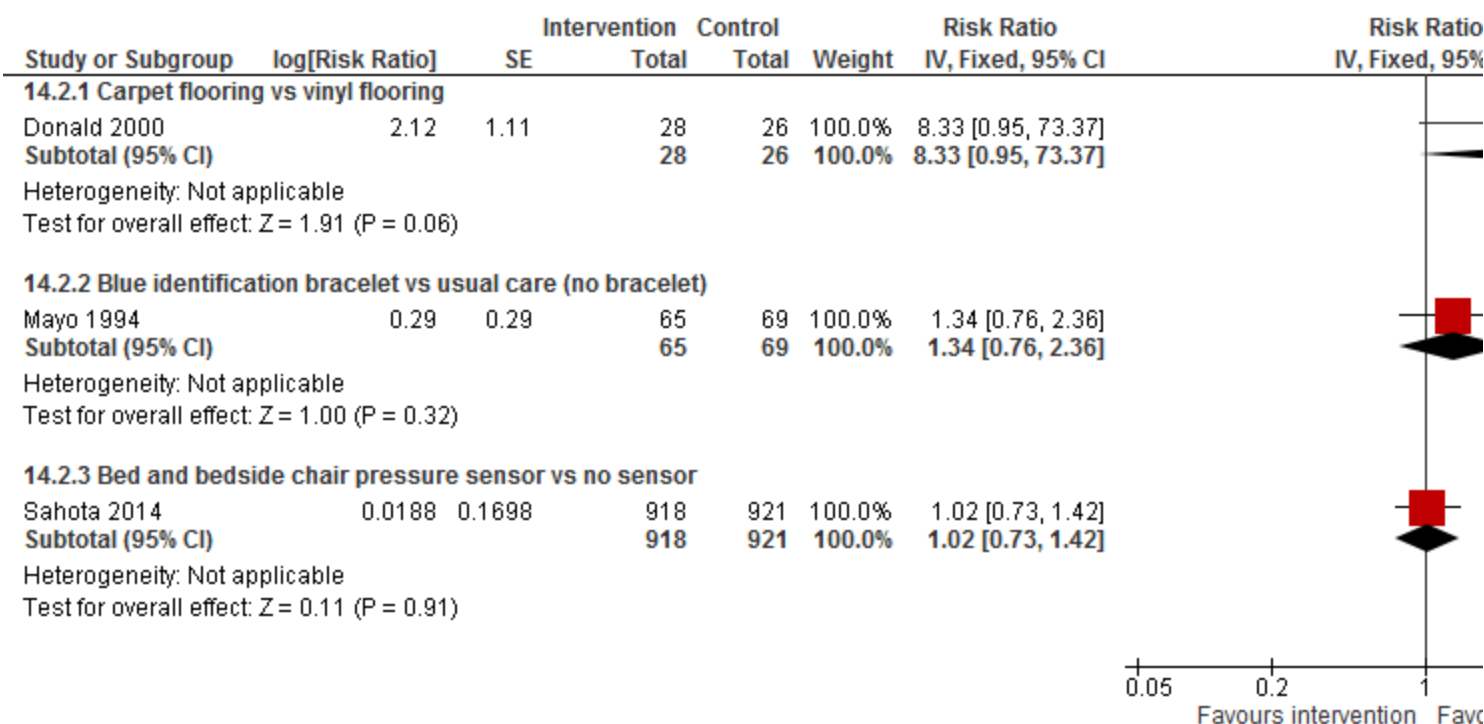 Intervention Control Risk Ratio Risk Ratio
Study or Subgroup log[Risk Ratio] SE Total Total Weight IV, Fixed, 95% CI IV, Fixed, 95%
14.2.1 Carpet flooring vs vinyl flooring
Donald 2000 2.12 1.11 28 26 100.0% 8.33 [0.95, 73.37]
Subtotal (95% CI) 28 26 100.0% 8.33 [0.95, 73.37]
Heterogeneity: Not applicable
Test for overall effect: Z = 1.91 (P = 0.06)
14.2.2 Blue identification bracelet vs usual care (no bracelet)
Mayo 1994 0.29 0.29 65 69 100.0% 1.34 [0.76, 2.36]
Subtotal (95% CI) 65 69 100.0% 1.34 [0.76, 2.36]
Heterogeneity: Not applicable
Test for overall effect: Z = 1.00 (P = 0.32)
14.2.3 Bed and bedside chair pressure sensor vs no sensor
Sahota 2014 0.0188 0.1698 918 921 100.0% 1.02 [0.73, 1.42]
Subtotal (95% CI) 918 921 100.0% 1.02 [0.73, 1.42]
Heterogeneity: Not applicable
Test for overall effect: Z = 0.11 (P = 0.91)
0.05 0.2 1
Favours intervention Favo